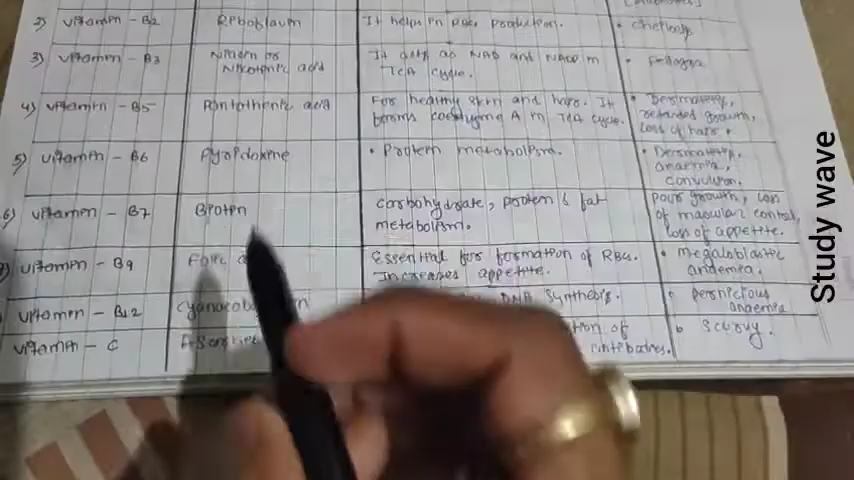 2) Vitamin - B2 Riboflavin It helps in RBC production. • Cheilosis
3) Vitamin - B3 Niacin or It acts as NAD and NADP in • Pellagra
Nicotinic acid TCA cycle.
4) Vitamin - B5 Pantothenic acid For healthy skin and hair. It • Dermatitis,
forms coenzyme A in TCA cycle. retarded growth,
loss of hair.
5) Vitamin - B6 Pyridoxine • Protein metabolism. • Dermatitis,
anaemia,
convulsion.
6) Vitamin - B7 Biotin carbohydrate, protein & fat poor growth, loss
metabolism. of masular control,
loss of appetite.
Vitamin - B9 Folic Essential for formation of RBCs. • megaloblastic
Increases appetite. anaemia.
Vitamin - B12 DNA synthesis. • pernicious
anaemia
Vitamin - C of • Scurvy.
antibodies.
Study wave